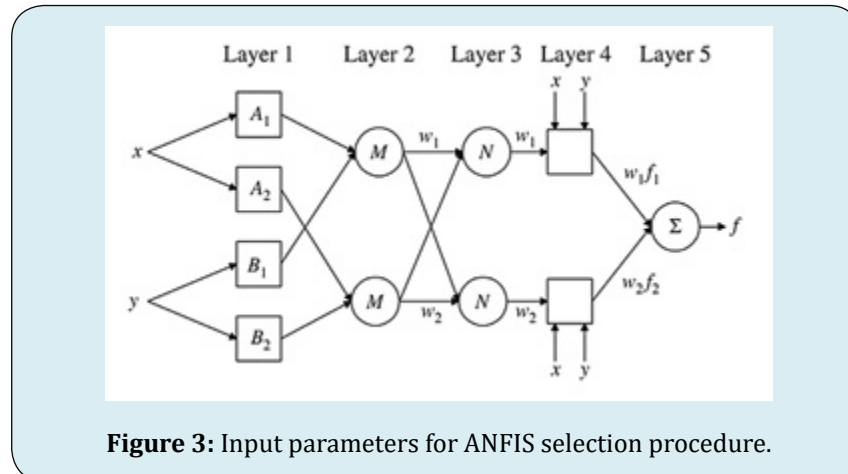 Layer 1 Layer 2 Layer 3 Layer 4 Layer 5
x y
A1
w1 w1
x M N
w1f1
A2
Σ f
B1
w2f2
y M N
w2 w2
B2
x y
Figure 3: Input parameters for ANFIS selection procedure.